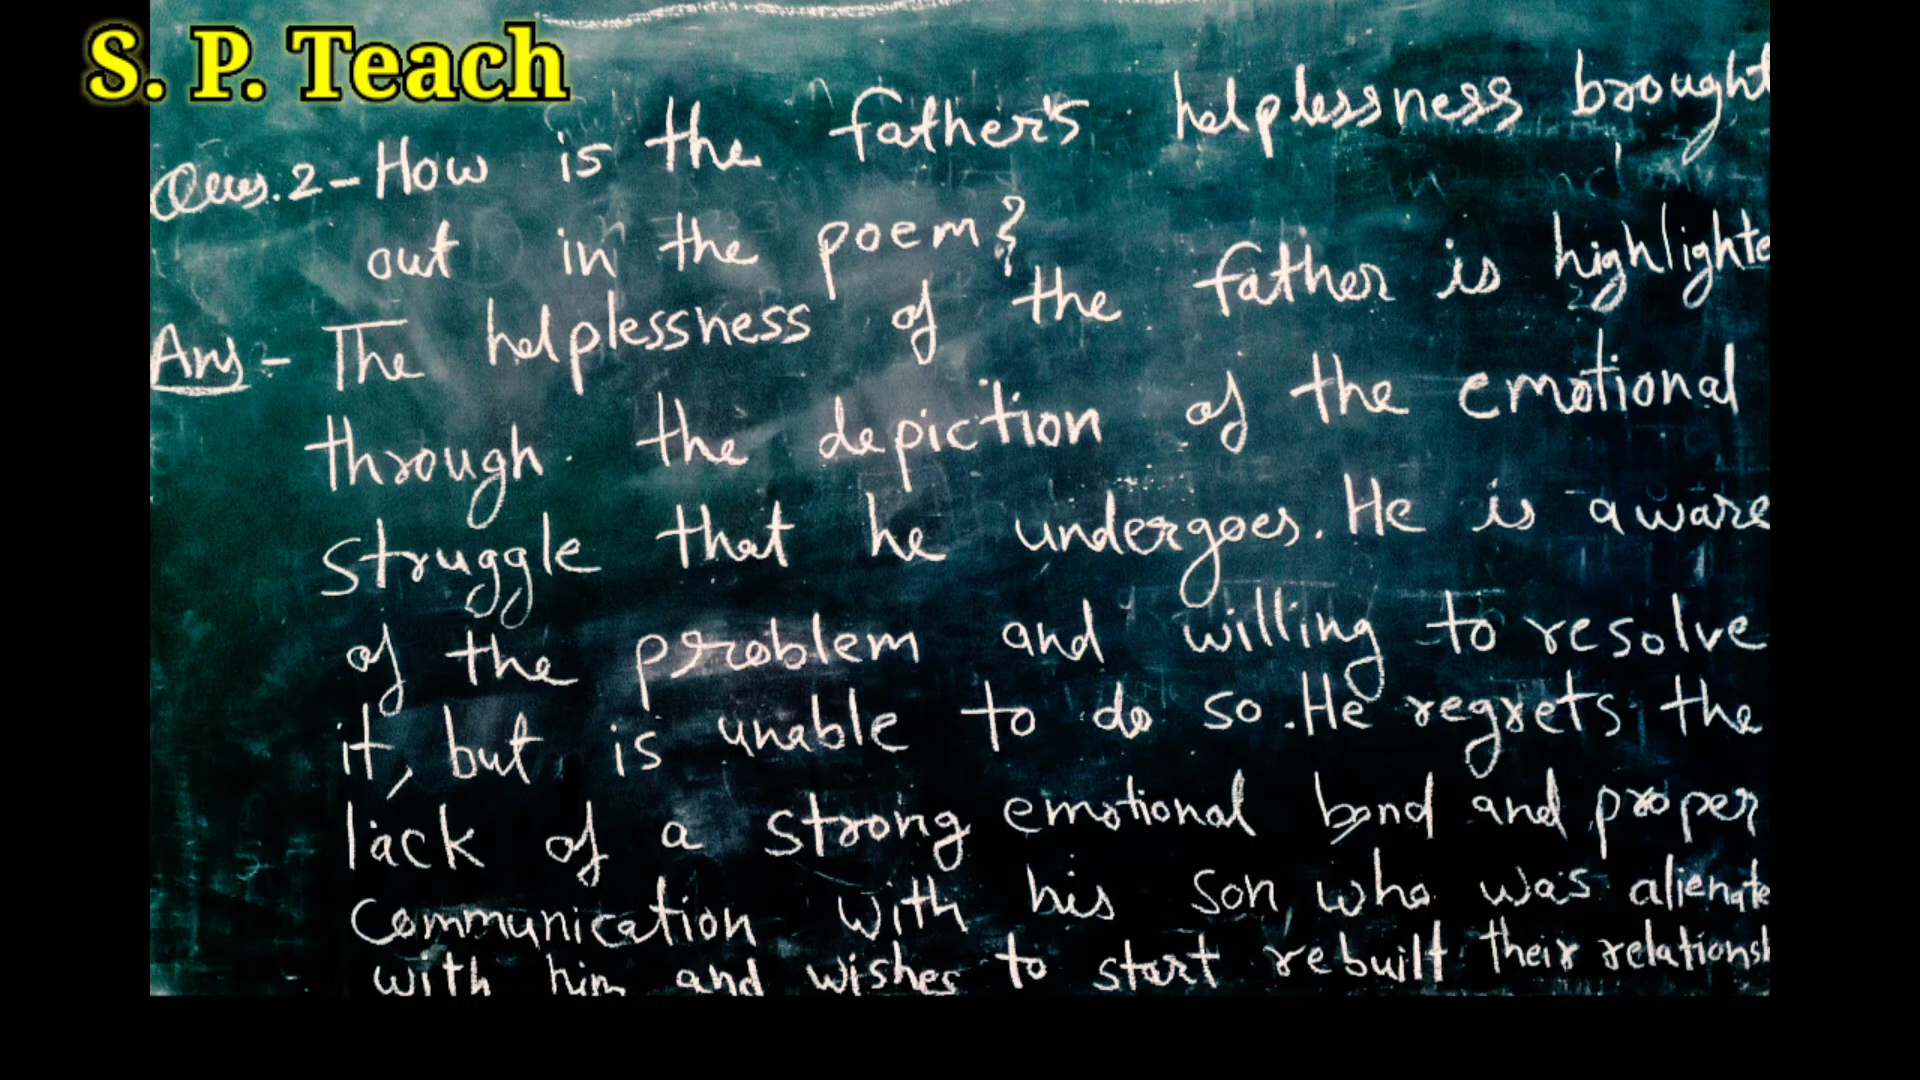 S. P. Teach
Ques. 2 - How is the father's helplessness brought
out in the poem?
Ans - The helplessness of the father is highlighte
through the depiction of the emotional
struggle that he undergoes. He is aware
of the problem and willing to resolve
it, but is unable to do so. He regrets the
lack of a strong emotional bond and proper
communication with his son, who was alienate
with him and wishes to start rebuilt their relationsh